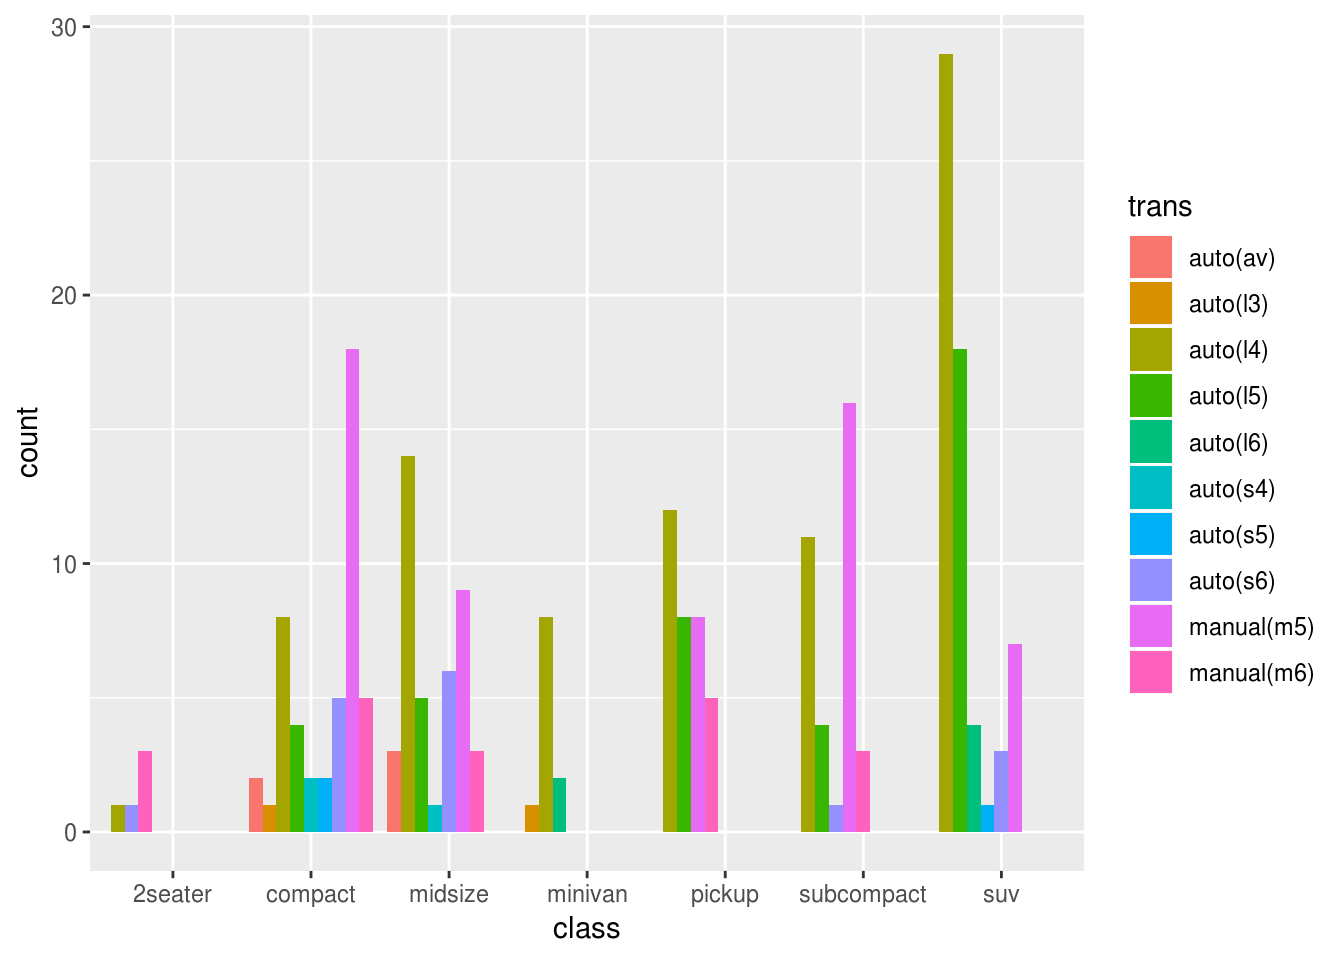 30
20
10
0
count
2seater
compact
midsize
minivan
pickup
subcompact
suv
class
trans
auto(av)
auto(l3)
auto(l4)
auto(l5)
auto(l6)
auto(s4)
auto(s5)
auto(s6)
manual(m5)
manual(m6)